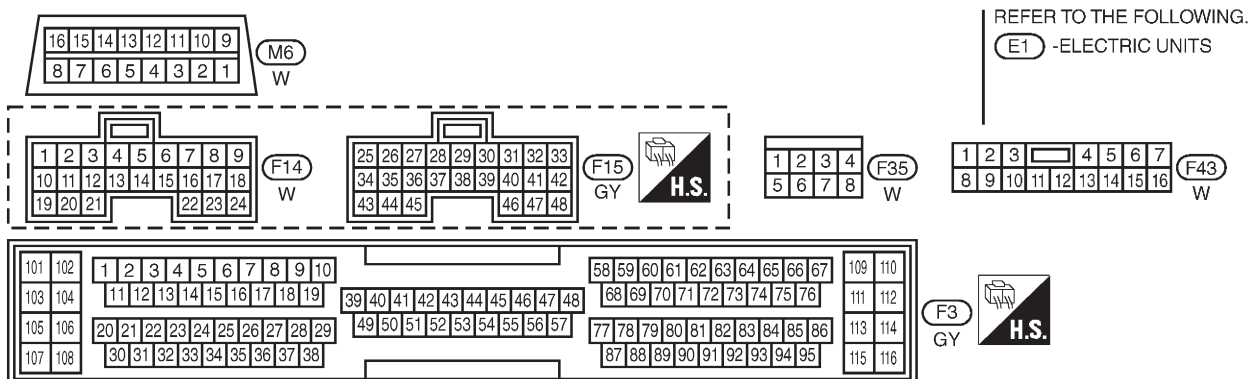 REFER TO THE FOLLOWING.
E1 -ELECTRIC UNITS
16 15 14 13 12 11 10 9
8 7 6 5 4 3 2 1
M6
W
1 2 3 4 5 6 7 8 9
10 11 12 13 14 15 16 17 18
19 20 21 22 23 24
F14
W
25 26 27 28 29 30 31 32 33
34 35 36 37 38 39 40 41 42
43 44 45 46 47 48
F15
GY
H.S.
1 2 3 4
5 6 7 8
F35
W
1 2 3 4 5 6 7
8 9 10 11 12 13 14 15 16
F43
W
101 102
103 104
105 106
107 108
1 2 3 4 5 6 7 8 9 10
11 12 13 14 15 16 17 18 19
20 21 22 23 24 25 26 27 28 29
30 31 32 33 34 35 36 37 38
39 40 41 42 43 44 45 46 47 48
49 50 51 52 53 54 55 56 57
58 59 60 61 62 63 64 65 66 67
68 69 70 71 72 73 74 75 76
77 78 79 80 81 82 83 84 85 86
87 88 89 90 91 92 93 94 95
109 110
111 112
113 114
115 116
F3
GY
H.S.